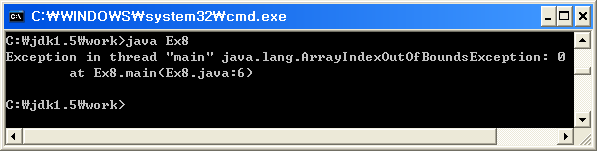 C:₩WINDOWS₩system32₩cmd.exe
C:₩jdk1.5₩work>java Ex8
Exception in thread "main" java.lang.ArrayIndexOutOfBoundsException: 0
        at Ex8.main(Ex8.java:6)
C:₩jdk1.5₩work>